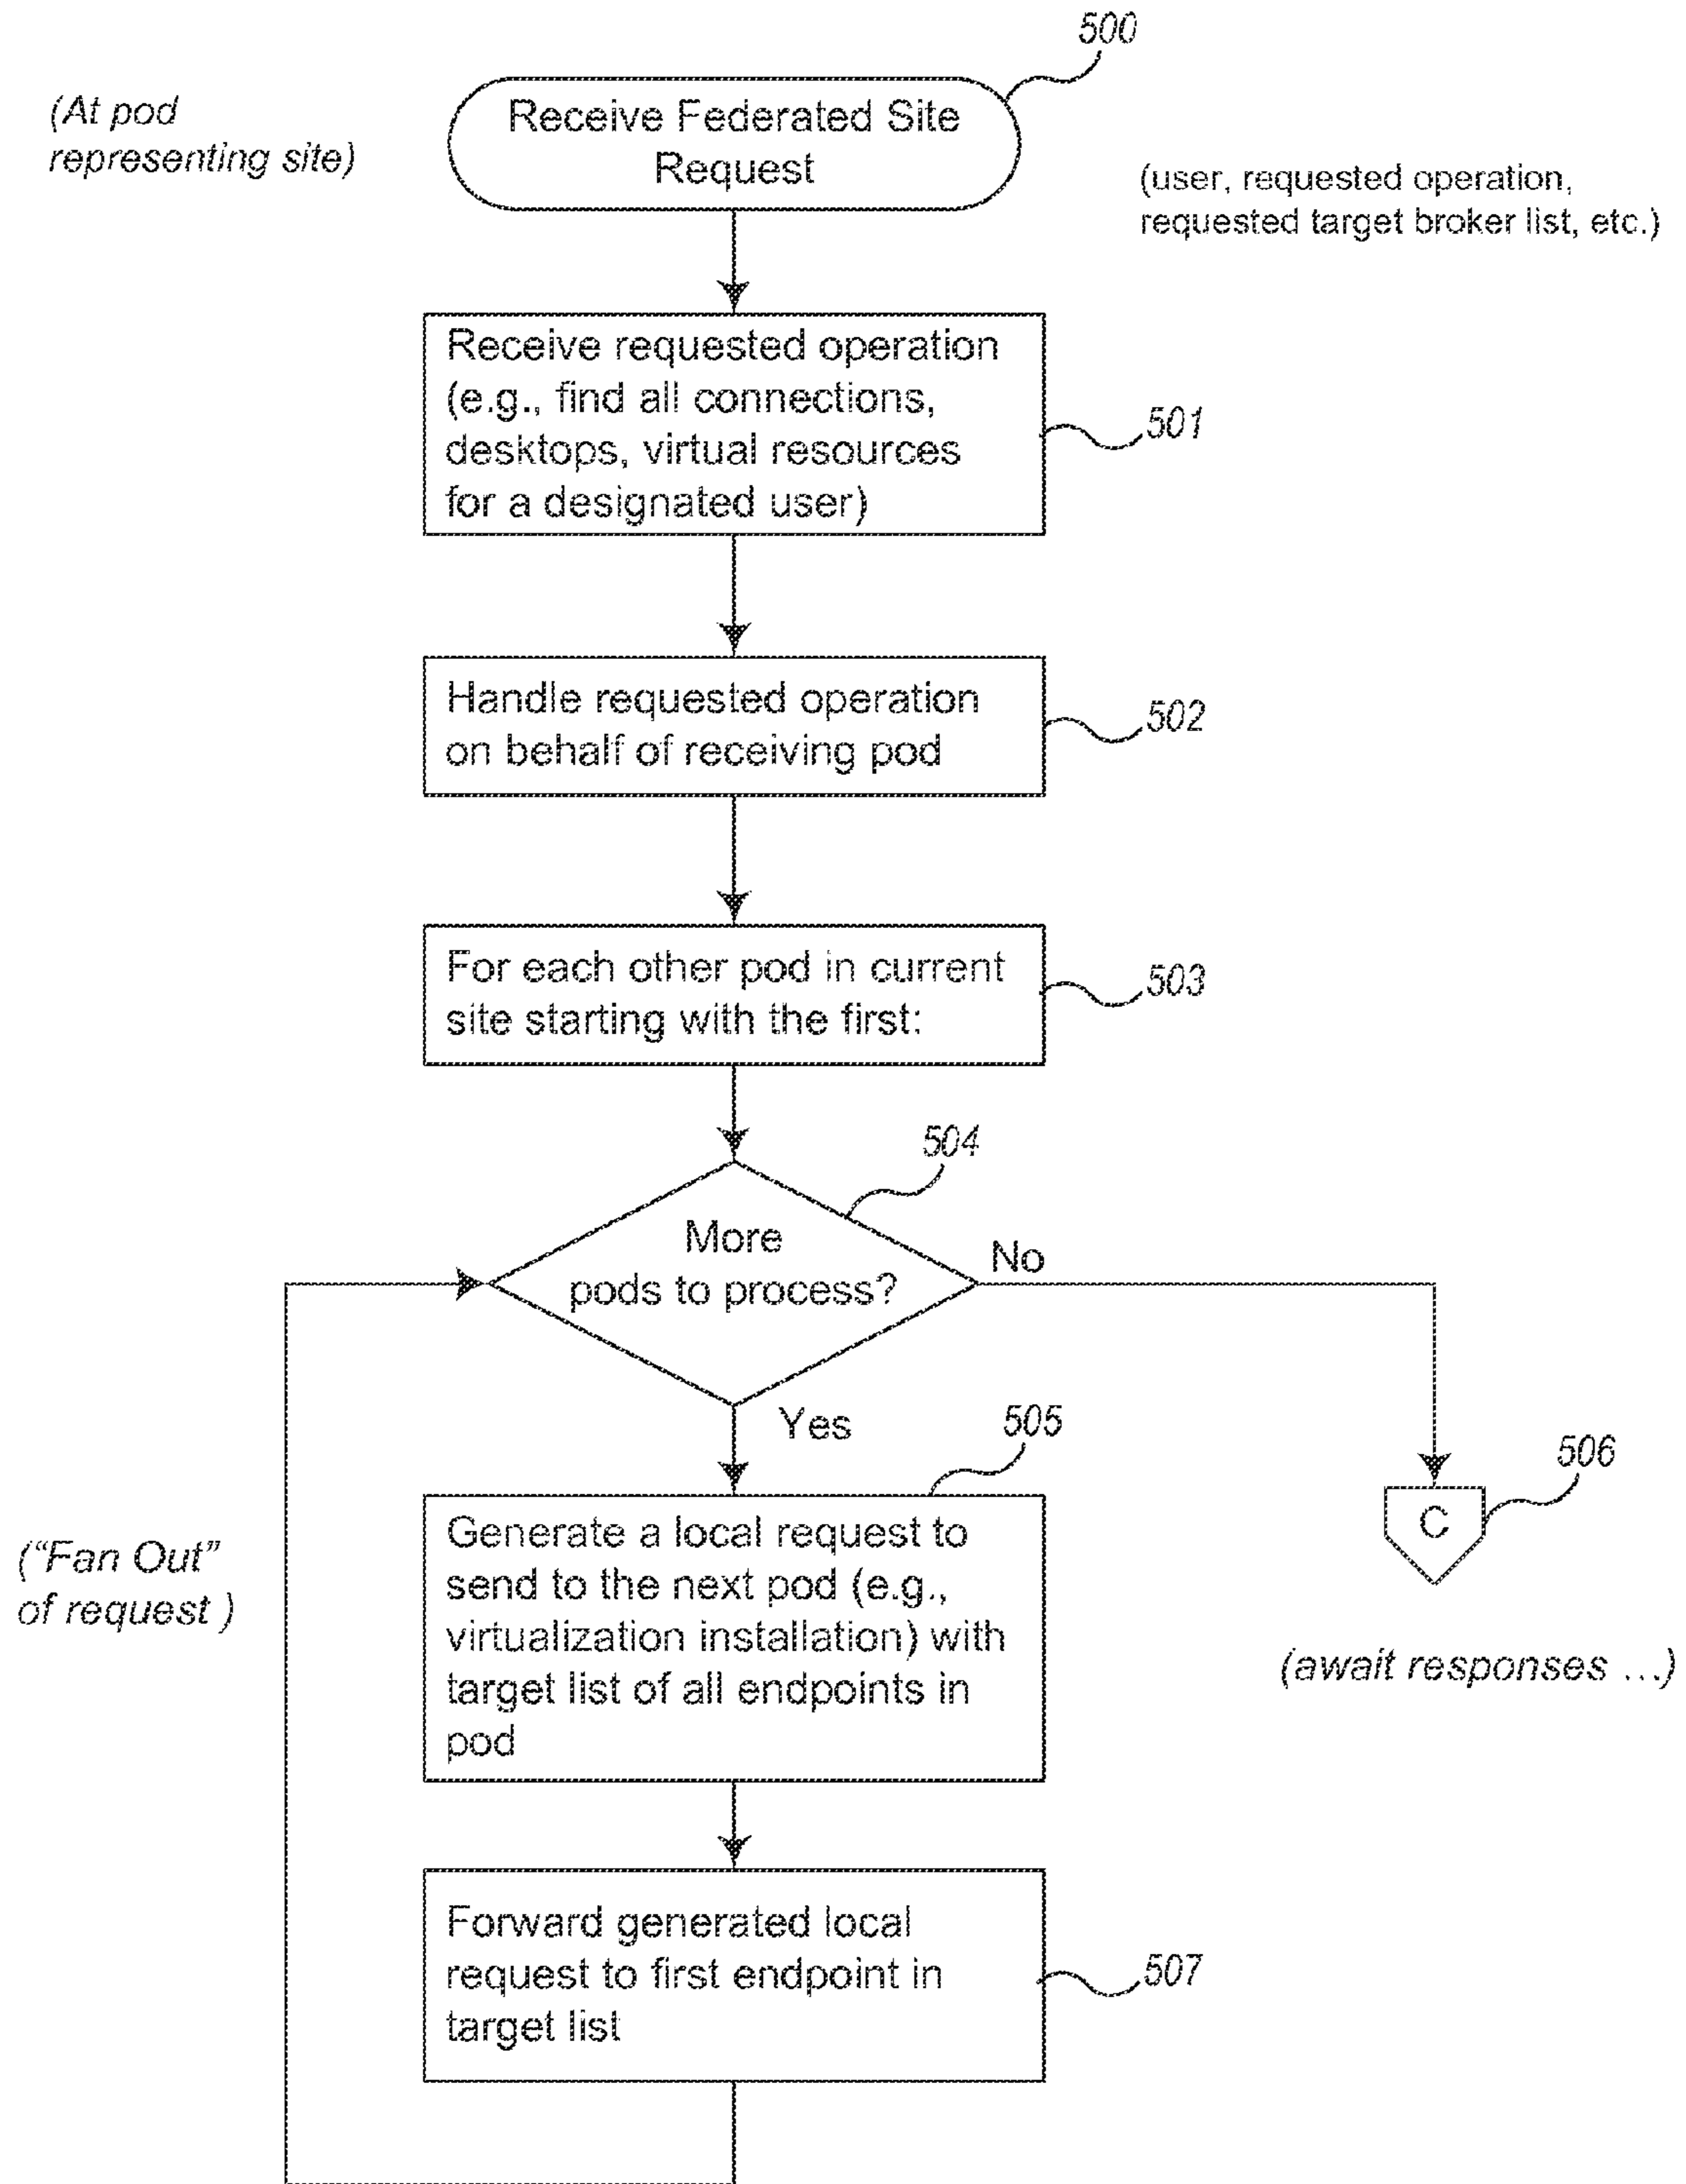 500
(At pod
representing site)
Receive Federated Site
Request
(user, requested operation,
requested target broker list, etc.)
Receive requested operation
(e.g., find all connections,
desktops, virtual resources
for a designated user)
501
Handle requested operation
on behalf of receiving pod
502
For each other pod in current
site starting with the first:
503
504
More
pods to process?
No
Yes
505
506
C
(await responses ...)
("Fan Out"
of request )
Generate a local request to
send to the next pod (e.g.,
virtualization installation) with
target list of all endpoints in
pod
Forward generated local
request to first endpoint in
target list
507